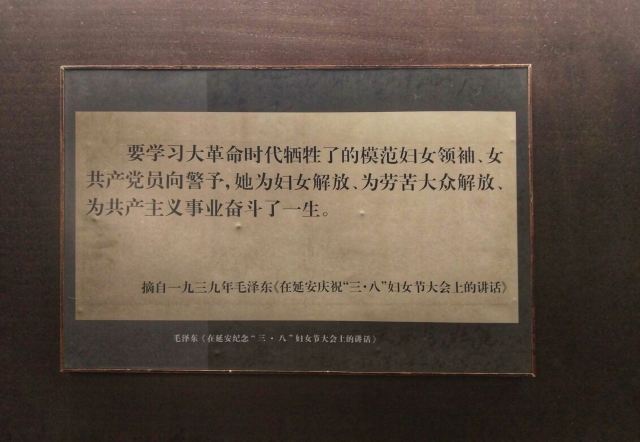 要学习大革命时代牺牲了的模范妇女领袖、女
共产党员向警予，她为妇女解放、为劳苦大众解放、
为共产主义事业奋斗了一生。
摘自一九三九年毛泽东《在延安庆祝“三·八”妇女节大会上的讲话》
毛泽东《在延安纪念“三·八”妇女节大会上的讲话》